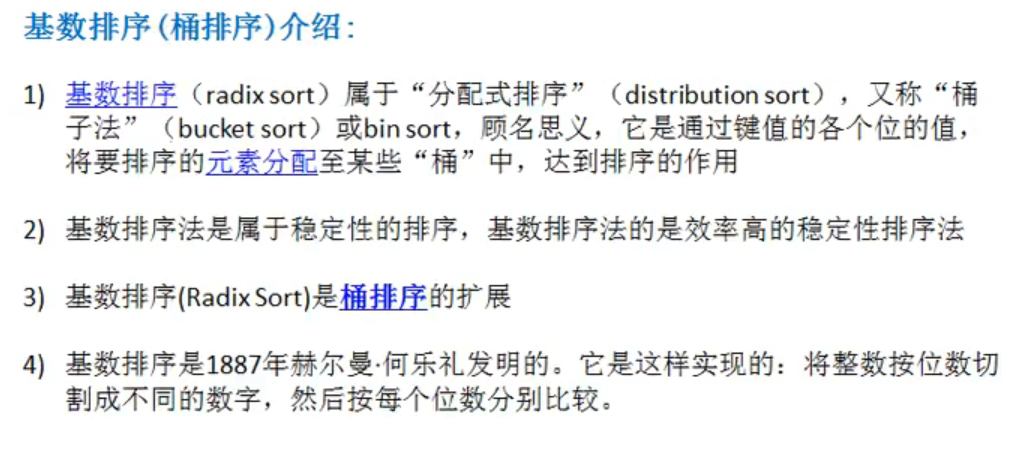 基数排序(桶排序)介绍:
1) 基数排序（radix sort）属于“分配式排序”（distribution sort），又称“桶
子法”（bucket sort）或bin sort，顾名思义，它是通过键值的各个位的值，
将要排序的元素分配至某些“桶”中，达到排序的作用
2) 基数排序法是属于稳定性的排序，基数排序法的是效率高的稳定性排序法
3) 基数排序(Radix Sort)是桶排序的扩展
4) 基数排序是1887年赫尔曼·何乐礼发明的。它是这样实现的：将整数按位数切
割成不同的数字，然后按每个位数分别比较。